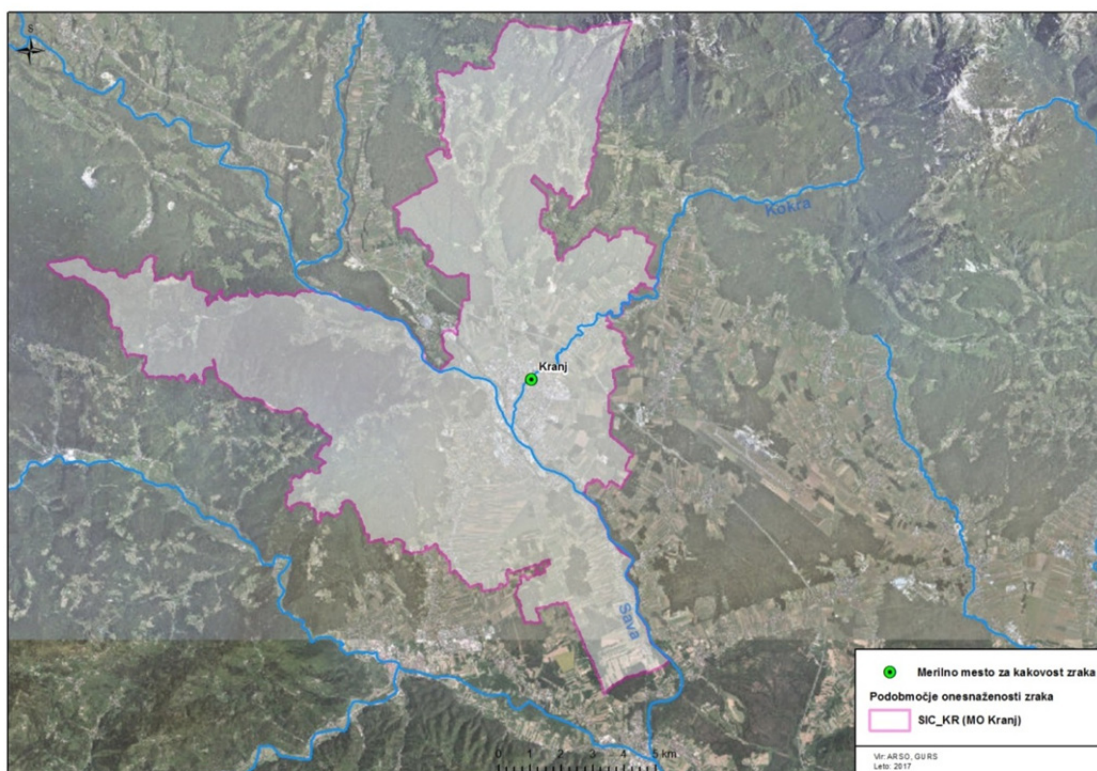 S
Kokra
Kranj
Sava
Merilno mesto za kakovost zraka
Podobmočje onesnaženosti zraka
SIC_KR (MO Kranj)
Vir: ARSO, GURS
Leto: 2017
0 1 2 3 4 5 km